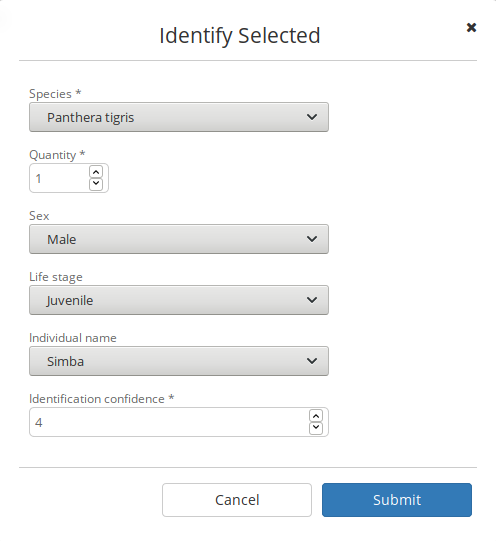 Identify Selected
Species *
Panthera tigris
Quantity *
1
Sex
Male
Life stage
Juvenile
Individual name
Simba
Identification confidence *
4
Cancel
Submit